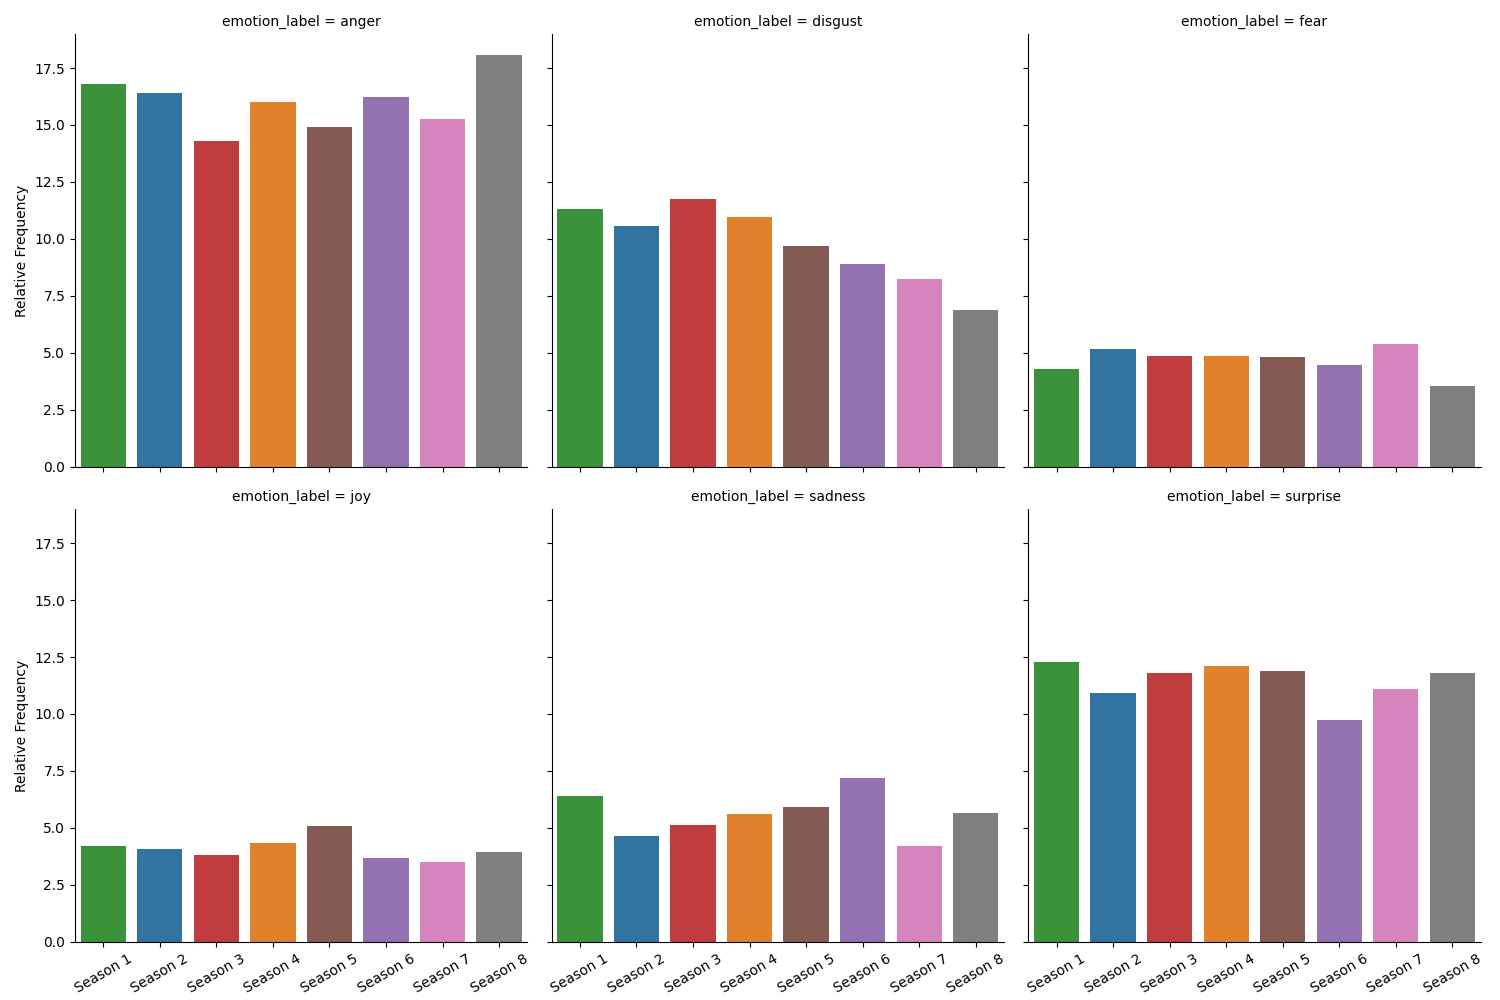 emotion_label = anger
emotion_label = disgust
emotion_label = fear
Relative Frequency
17.5
15.0
12.5
10.0
7.5
5.0
2.5
0.0
emotion_label = joy
emotion_label = sadness
emotion_label = surprise
Relative Frequency
17.5
15.0
12.5
10.0
7.5
5.0
2.5
0.0
Season 1
Season 2
Season 3
Season 4
Season 5
Season 6
Season 7
Season 8
Season 1
Season 2
Season 3
Season 4
Season 5
Season 6
Season 7
Season 8
Season 1
Season 2
Season 3
Season 4
Season 5
Season 6
Season 7
Season 8